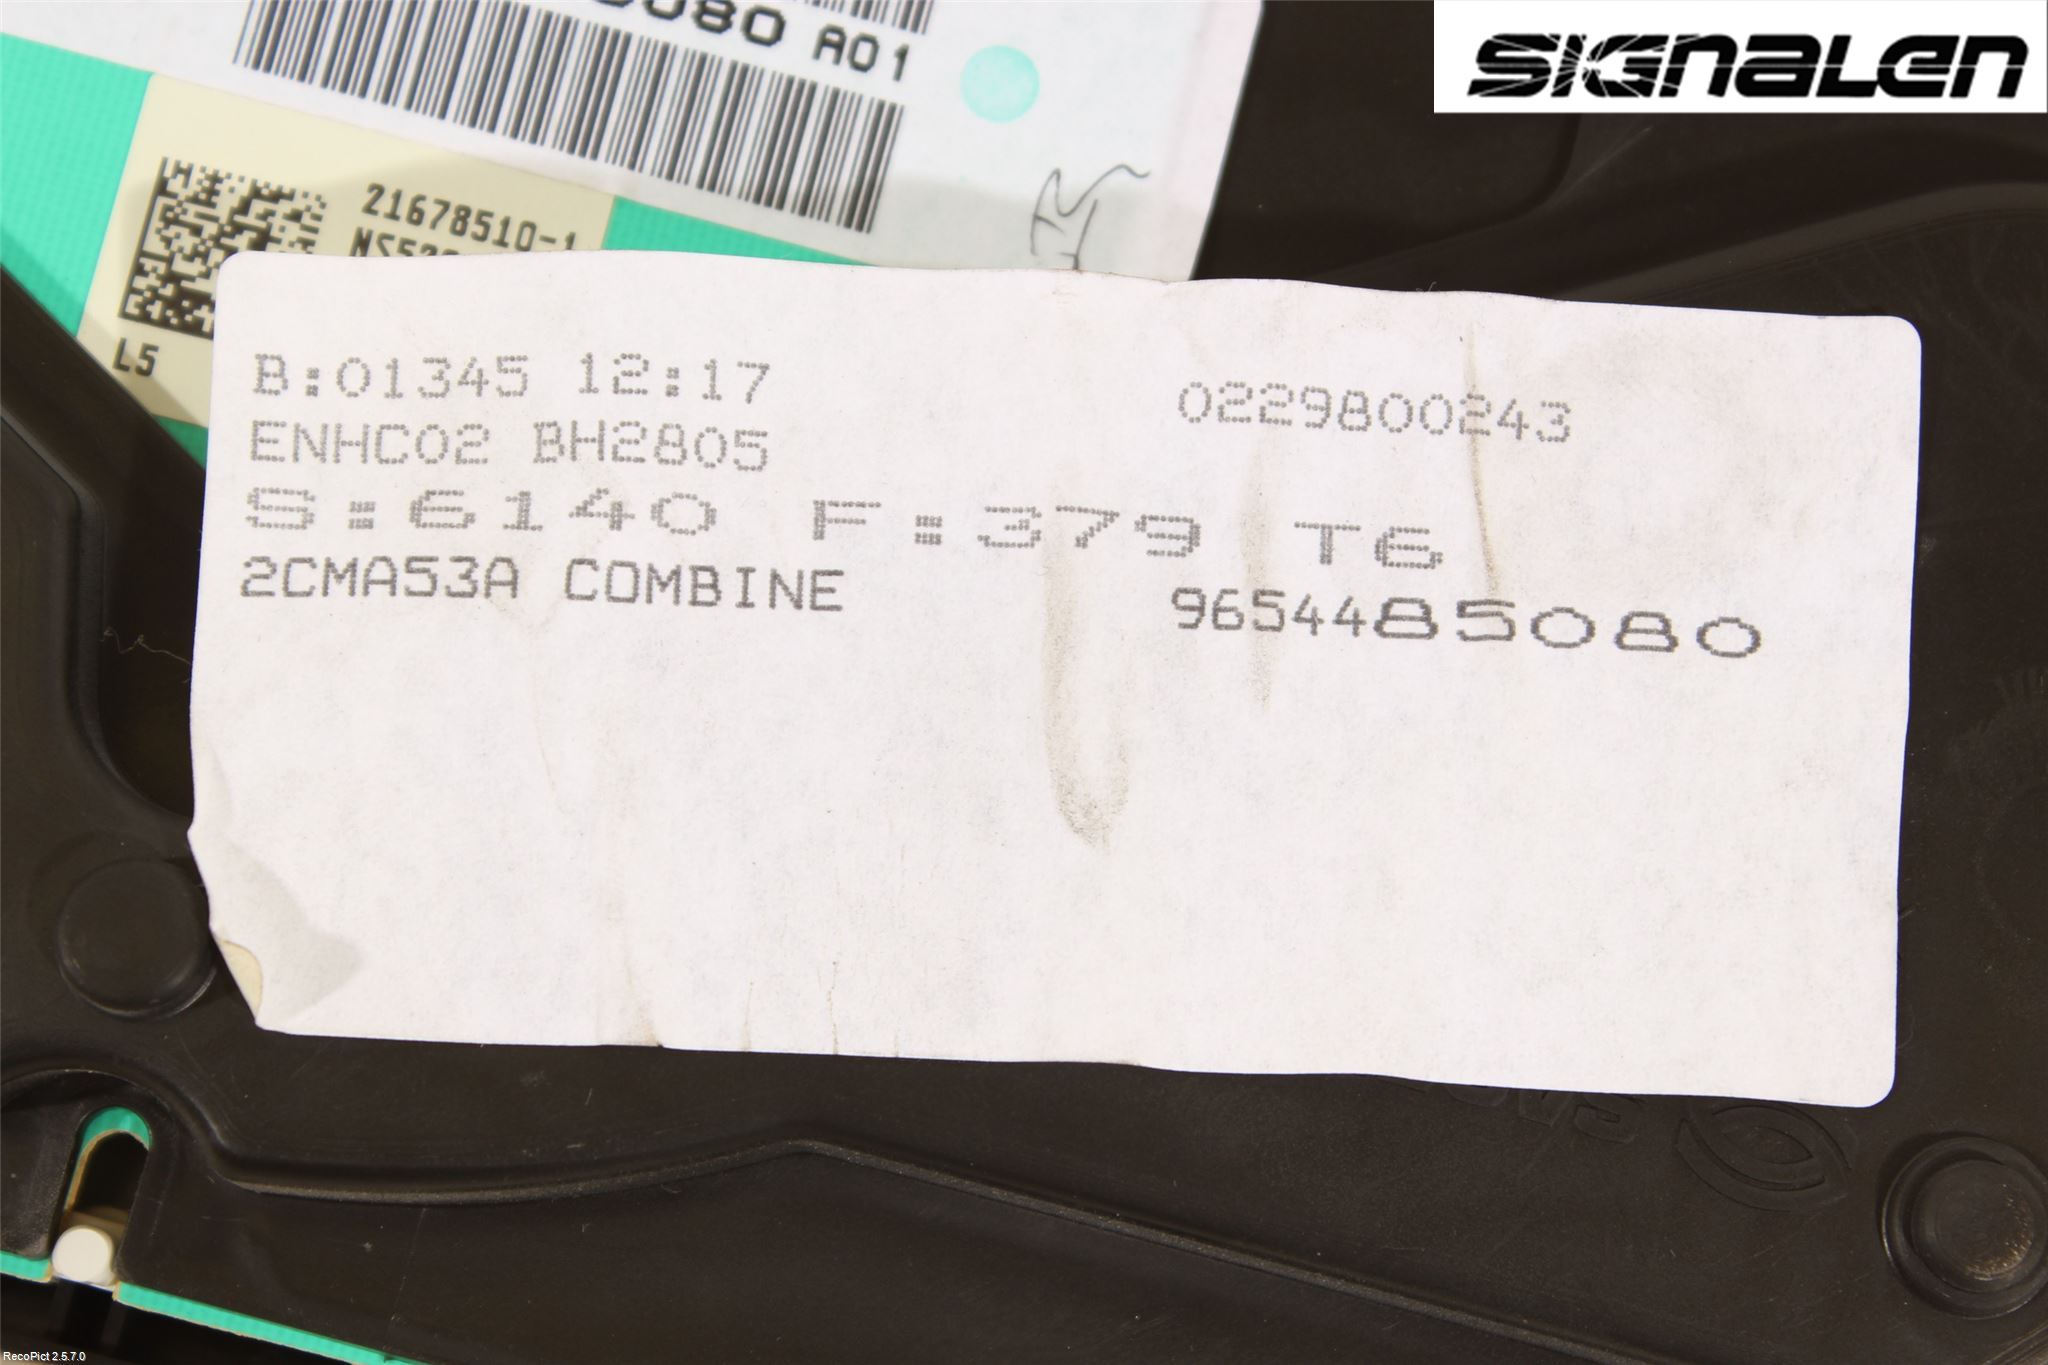 SIGNALEN
080 A01
21678510-1
L5
B:01345 12:17
0229800243
ENHC02 BH2805
S:6140 F:379 T6
2CMA53A COMBINE
9654485080
RecoPict 2.5.7.0